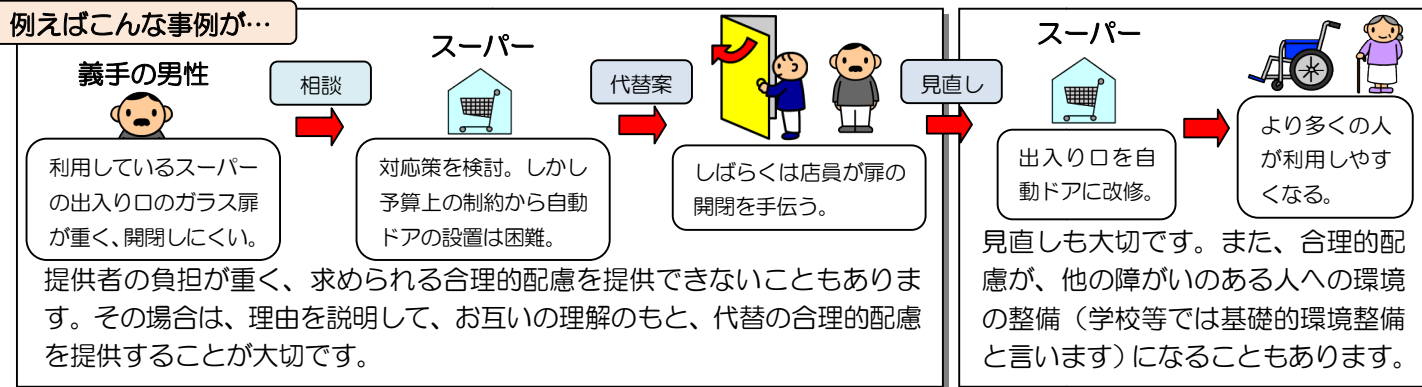 例えばこんな事例が…
義手の男性
利用しているスーパー
の出入り口のガラス扉
が重く、開閉しにくい。
相談
スーパー
対応策を検討。しかし
予算上の制約から自動
ドアの設置は困難。
代替案
しばらくは店員が扉の
開閉を手伝う。
提供者の負担が重く、求められる合理的配慮を提供できないこともありま
す。その場合は、理由を説明して、お互いの理解のもと、代替の合理的配慮
を提供することが大切です。
見直し
スーパー
出入り口を自
動ドアに改修。
より多くの人
が利用しやす
くなる。
見直しも大切です。また、合理的配
慮が、他の障がいのある人への環境
の整備（学校等では基礎的環境整備
と言います）になることもあります。